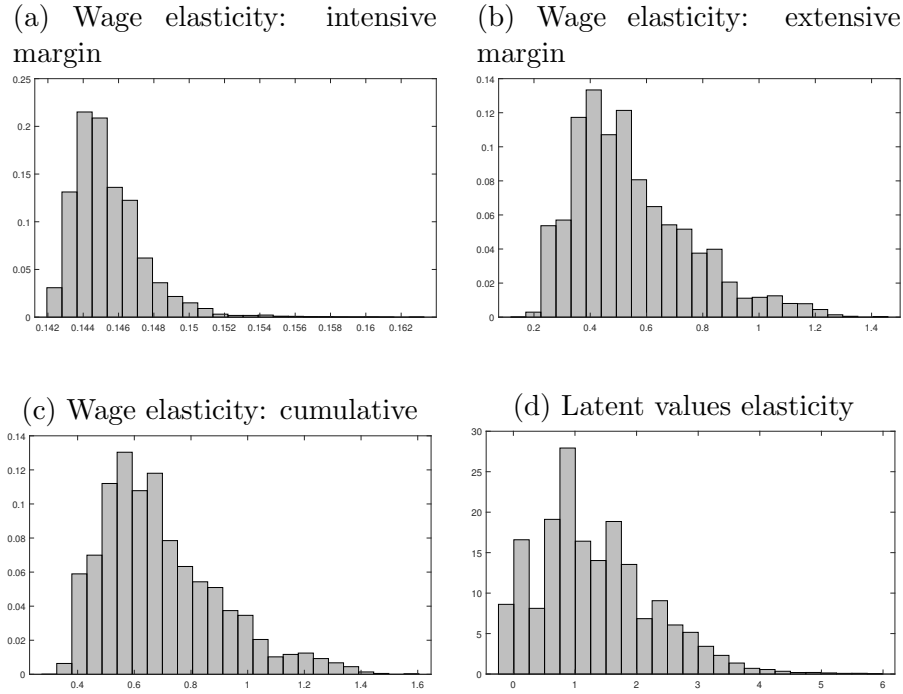 (a) Wage elasticity: intensive
margin
0.25
0.2
0.15
0.1
0.05
0
0.142 0.144 0.146 0.148 0.15 0.152 0.154 0.156 0.158 0.16 0.162
(b) Wage elasticity: extensive
margin
0.14
0.12
0.10
0.08
0.06
0.04
0.02
0
0.2 0.4 0.6 0.8 1 1.2 1.4
(c) Wage elasticity: cumulative
0.14
0.12
0.1
0.08
0.06
0.04
0.02
0
0.4 0.6 0.8 1 1.2 1.4 1.6
(d) Latent values elasticity
30
25
20
15
10
5
0
0 1 2 3 4 5 6